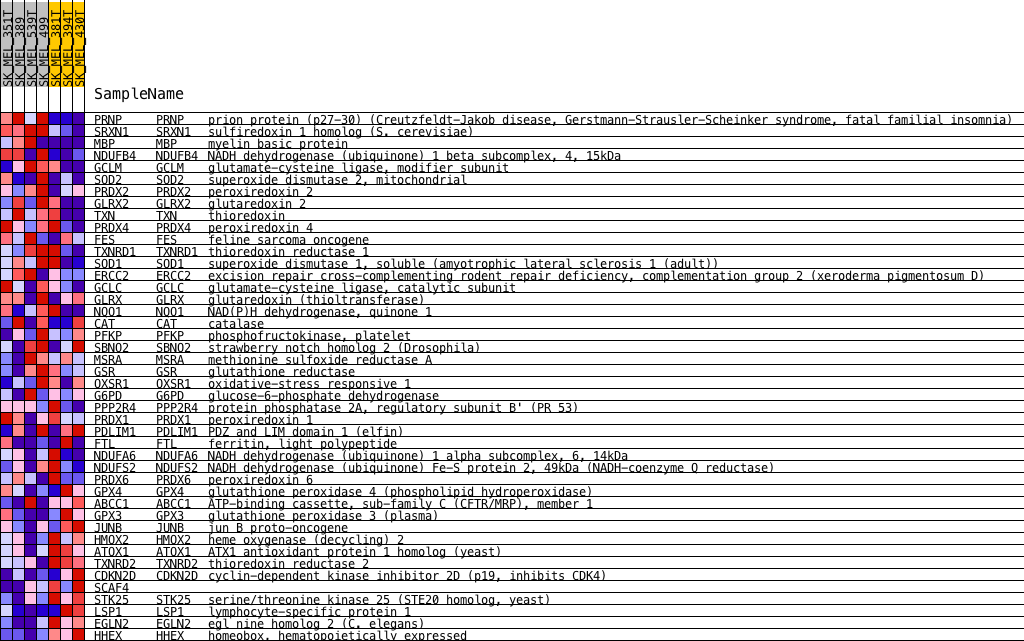 SK_MEL_351T
SK_MEL_389
SK_MEL_539T
SK_MEL_499
SK_MEL_381T
SK_MEL_394T
SK_MEL_430T
SampleName
PRNP PRNP prion protein (p27-30) (Creutzfeldt-Jakob disease, Gerstmann-Strausler-Scheinker syndrome, fatal familial insomnia)
SRXN1 SRXN1 sulfiredoxin 1 homolog (S. cerevisiae)
MBP MBP myelin basic protein
NDUFB4 NDUFB4 NADH dehydrogenase (ubiquinone) 1 beta subcomplex, 4, 15kDa
GCLM GCLM glutamate-cysteine ligase, modifier subunit
SOD2 SOD2 superoxide dismutase 2, mitochondrial
PRDX2 PRDX2 peroxiredoxin 2
GLRX2 GLRX2 glutaredoxin 2
TXN TXN thioredoxin
PRDX4 PRDX4 peroxiredoxin 4
FES FES feline sarcoma oncogene
TXNRD1 TXNRD1 thioredoxin reductase 1
SOD1 SOD1 superoxide dismutase 1, soluble (amyotrophic lateral sclerosis 1 (adult))
ERCC2 ERCC2 excision repair cross-complementing rodent repair deficiency, complementation group 2 (xeroderma pigmentosum D)
GCLC GCLC glutamate-cysteine ligase, catalytic subunit
GLRX GLRX glutaredoxin (thioltransferase)
NQO1 NQO1 NAD(P)H dehydrogenase, quinone 1
CAT CAT catalase
PFKP PFKP phosphofructokinase, platelet
SBNO2 SBNO2 strawberry notch homolog 2 (Drosophila)
MSRA MSRA methionine sulfoxide reductase A
GSR GSR glutathione reductase
OXSR1 OXSR1 oxidative-stress responsive 1
G6PD G6PD glucose-6-phosphate dehydrogenase
PPP2R4 PPP2R4 protein phosphatase 2A, regulatory subunit B' (PR 53)
PRDX1 PRDX1 peroxiredoxin 1
PDLIM1 PDLIM1 PDZ and LIM domain 1 (elfin)
FTL FTL ferritin, light polypeptide
NDUFA6 NDUFA6 NADH dehydrogenase (ubiquinone) 1 alpha subcomplex, 6, 14kDa
NDUFS2 NDUFS2 NADH dehydrogenase (ubiquinone) Fe-S protein 2, 49kDa (NADH-coenzyme Q reductase)
PRDX6 PRDX6 peroxiredoxin 6
GPX4 GPX4 glutathione peroxidase 4 (phospholipid hydroperoxidase)
ABCC1 ABCC1 ATP-binding cassette, sub-family C (CFTR/MRP), member 1
GPX3 GPX3 glutathione peroxidase 3 (plasma)
JUNB JUNB jun B proto-oncogene
HMOX2 HMOX2 heme oxygenase (decycling) 2
ATOX1 ATOX1 ATX1 antioxidant protein 1 homolog (yeast)
TXNRD2 TXNRD2 thioredoxin reductase 2
CDKN2D CDKN2D cyclin-dependent kinase inhibitor 2D (p19, inhibits CDK4)
SCAF4
STK25 STK25 serine/threonine kinase 25 (STE20 homolog, yeast)
LSP1 LSP1 lymphocyte-specific protein 1
EGLN2 EGLN2 egl nine homolog 2 (C. elegans)
HHEX HHEX homeobox, hematopoietically expressed